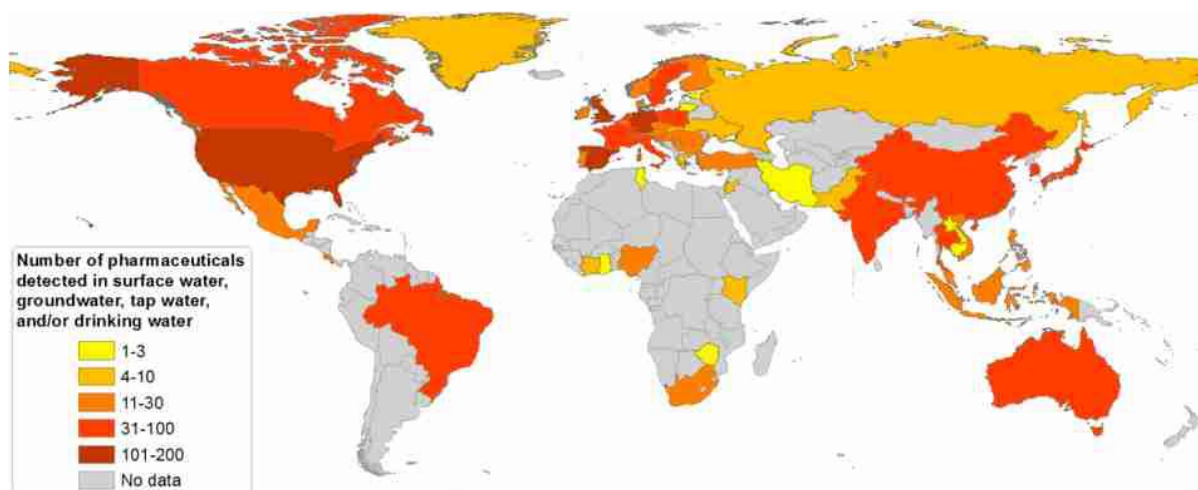 Number of pharmaceuticals
detected in surface water,
groundwater, tap water,
and/or drinking water
1-3
4-10
11-30
31-100
101-200
No data